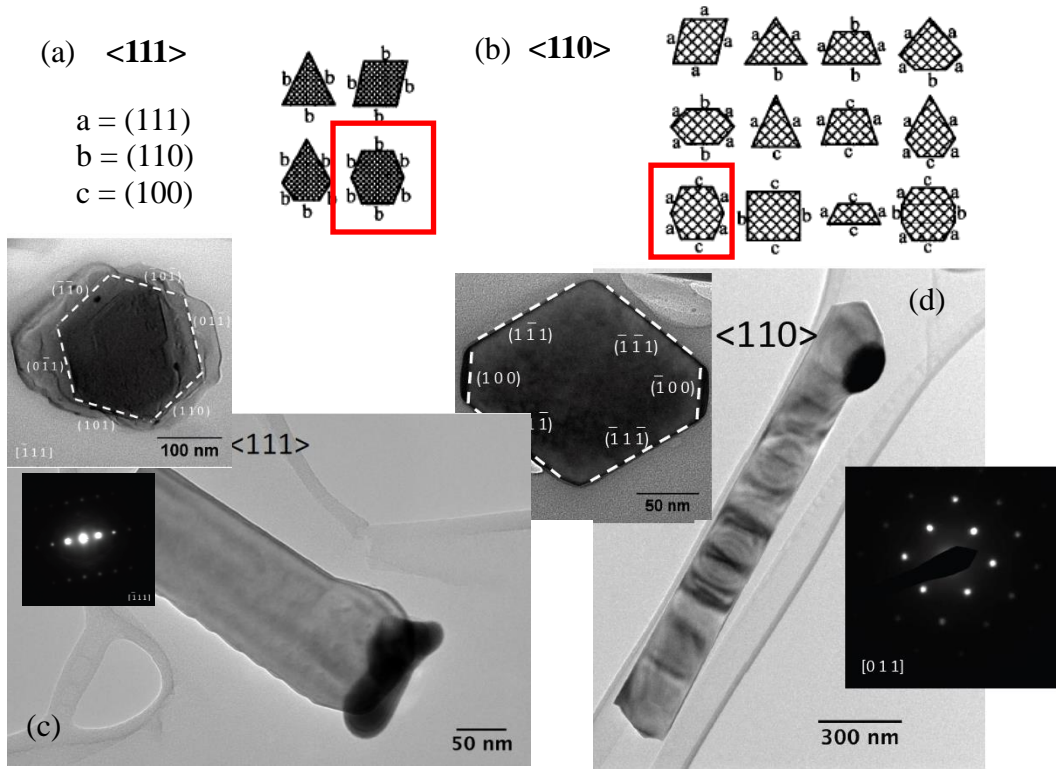 (a) <111>
a = (111)
b = (110)
c = (100)
b b
b
b b
b
b b
b b
b
b
b b
b b
b
(b) <110>
a
a a
a
a a
b
b
a a
b
a a
a a
b
b
a a
a a
b
a a
c
c
a a
c
a a
a a
c
c
a a
a a
c
c
b b
c
c
a a
c
c
a a
b b
a a
c
(1̄1̄0)
(101̄)
(011̄)
(01̄1)
(110)
(101)
[1̄11]
100 nm
<111>
[1̄11]
(c)
50 nm
(1 1̄ 1)
(1̄ 1̄ 1)
(1 0 0)
(1̄ 0 0)
(1̄ 1 1̄)
50 nm
<110>
(d)
[0 1 1]
300 nm